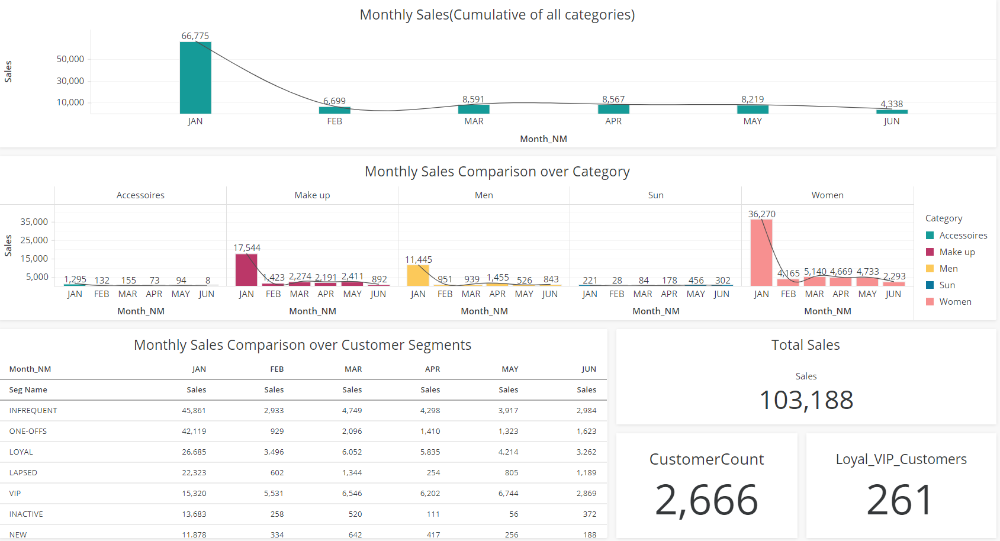 Monthly Sales(Cumulative of all categories)
66,775
50,000
30,000
10,000
6,699
8,591
8,567
8,219
4,338
Sales
JAN FEB MAR APR MAY JUN
Month_NM
Monthly Sales Comparison over Category
Accessoires Make up Men Sun Women
Sales
35,000
25,000
15,000
5,000
1,295 132 155 73 94 8
17,544 1,423 2,274 2,191 2,411 892
11,445 951 939 1,455 526 843
221 28 84 178 456 302
36,270 4,165 5,140 4,669 4,733 2,293
JAN FEB MAR APR MAY JUN JAN FEB MAR APR MAY JUN JAN FEB MAR APR MAY JUN JAN FEB MAR APR MAY JUN JAN FEB MAR APR MAY JUN
Month_NM Month_NM Month_NM Month_NM Month_NM
Category
Accessoires
Make up
Men
Sun
Women
Monthly Sales Comparison over Customer Segments
Month_NM JAN FEB MAR APR MAY JUN
Seg Name Sales Sales Sales Sales Sales Sales
INFREQUENT 45,861 2,933 4,749 4,298 3,917 2,984
ONE-OFFS 42,119 929 2,096 1,410 1,323 1,623
LOYAL 26,685 3,496 6,052 5,835 4,214 3,262
LAPSED 22,323 602 1,344 254 805 1,189
VIP 15,320 5,531 6,546 6,202 6,744 2,869
INACTIVE 13,683 258 520 111 56 372
NEW 11,878 334 642 417 256 188
Total Sales
Sales
103,188
CustomerCount
2,666
Loyal_VIP_Customers
261